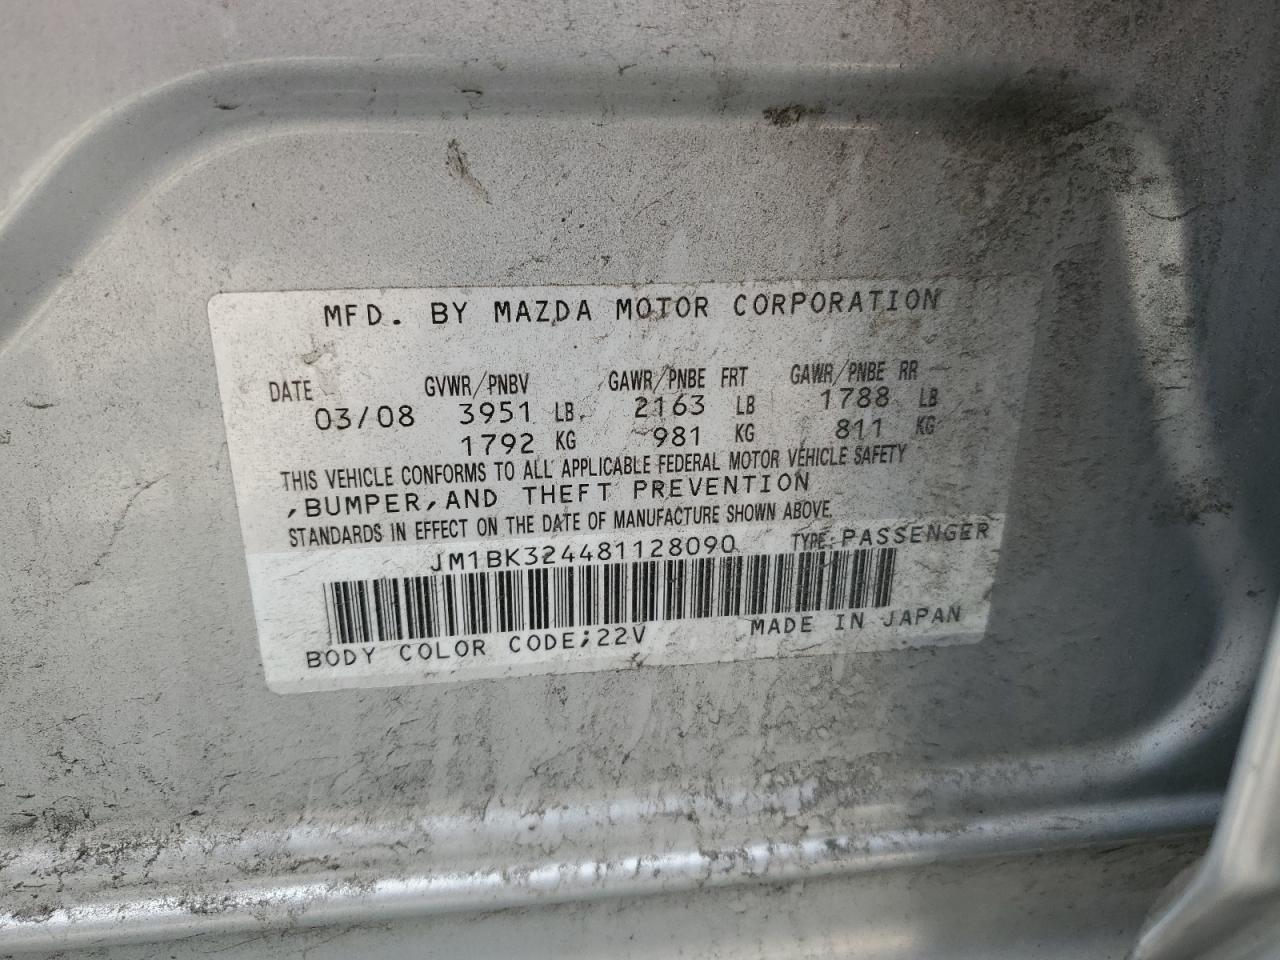 MFD. BY MAZDA MOTOR CORPORATION
DATE GVWR/PNBV GAWR/PNBE FRT GAWR/PNBE RR
03/08 3951 LB 2163 LB 1788 LB
1792 KG 981 KG 811 KG
THIS VEHICLE CONFORMS TO ALL APPLICABLE FEDERAL MOTOR VEHICLE SAFETY
,BUMPER,AND THEFT PREVENTION
STANDARDS IN EFFECT ON THE DATE OF MANUFACTURE SHOWN ABOVE.
JM1BK324481128090 TYPE:PASSENGER
BODY COLOR CODE;22V MADE IN JAPAN